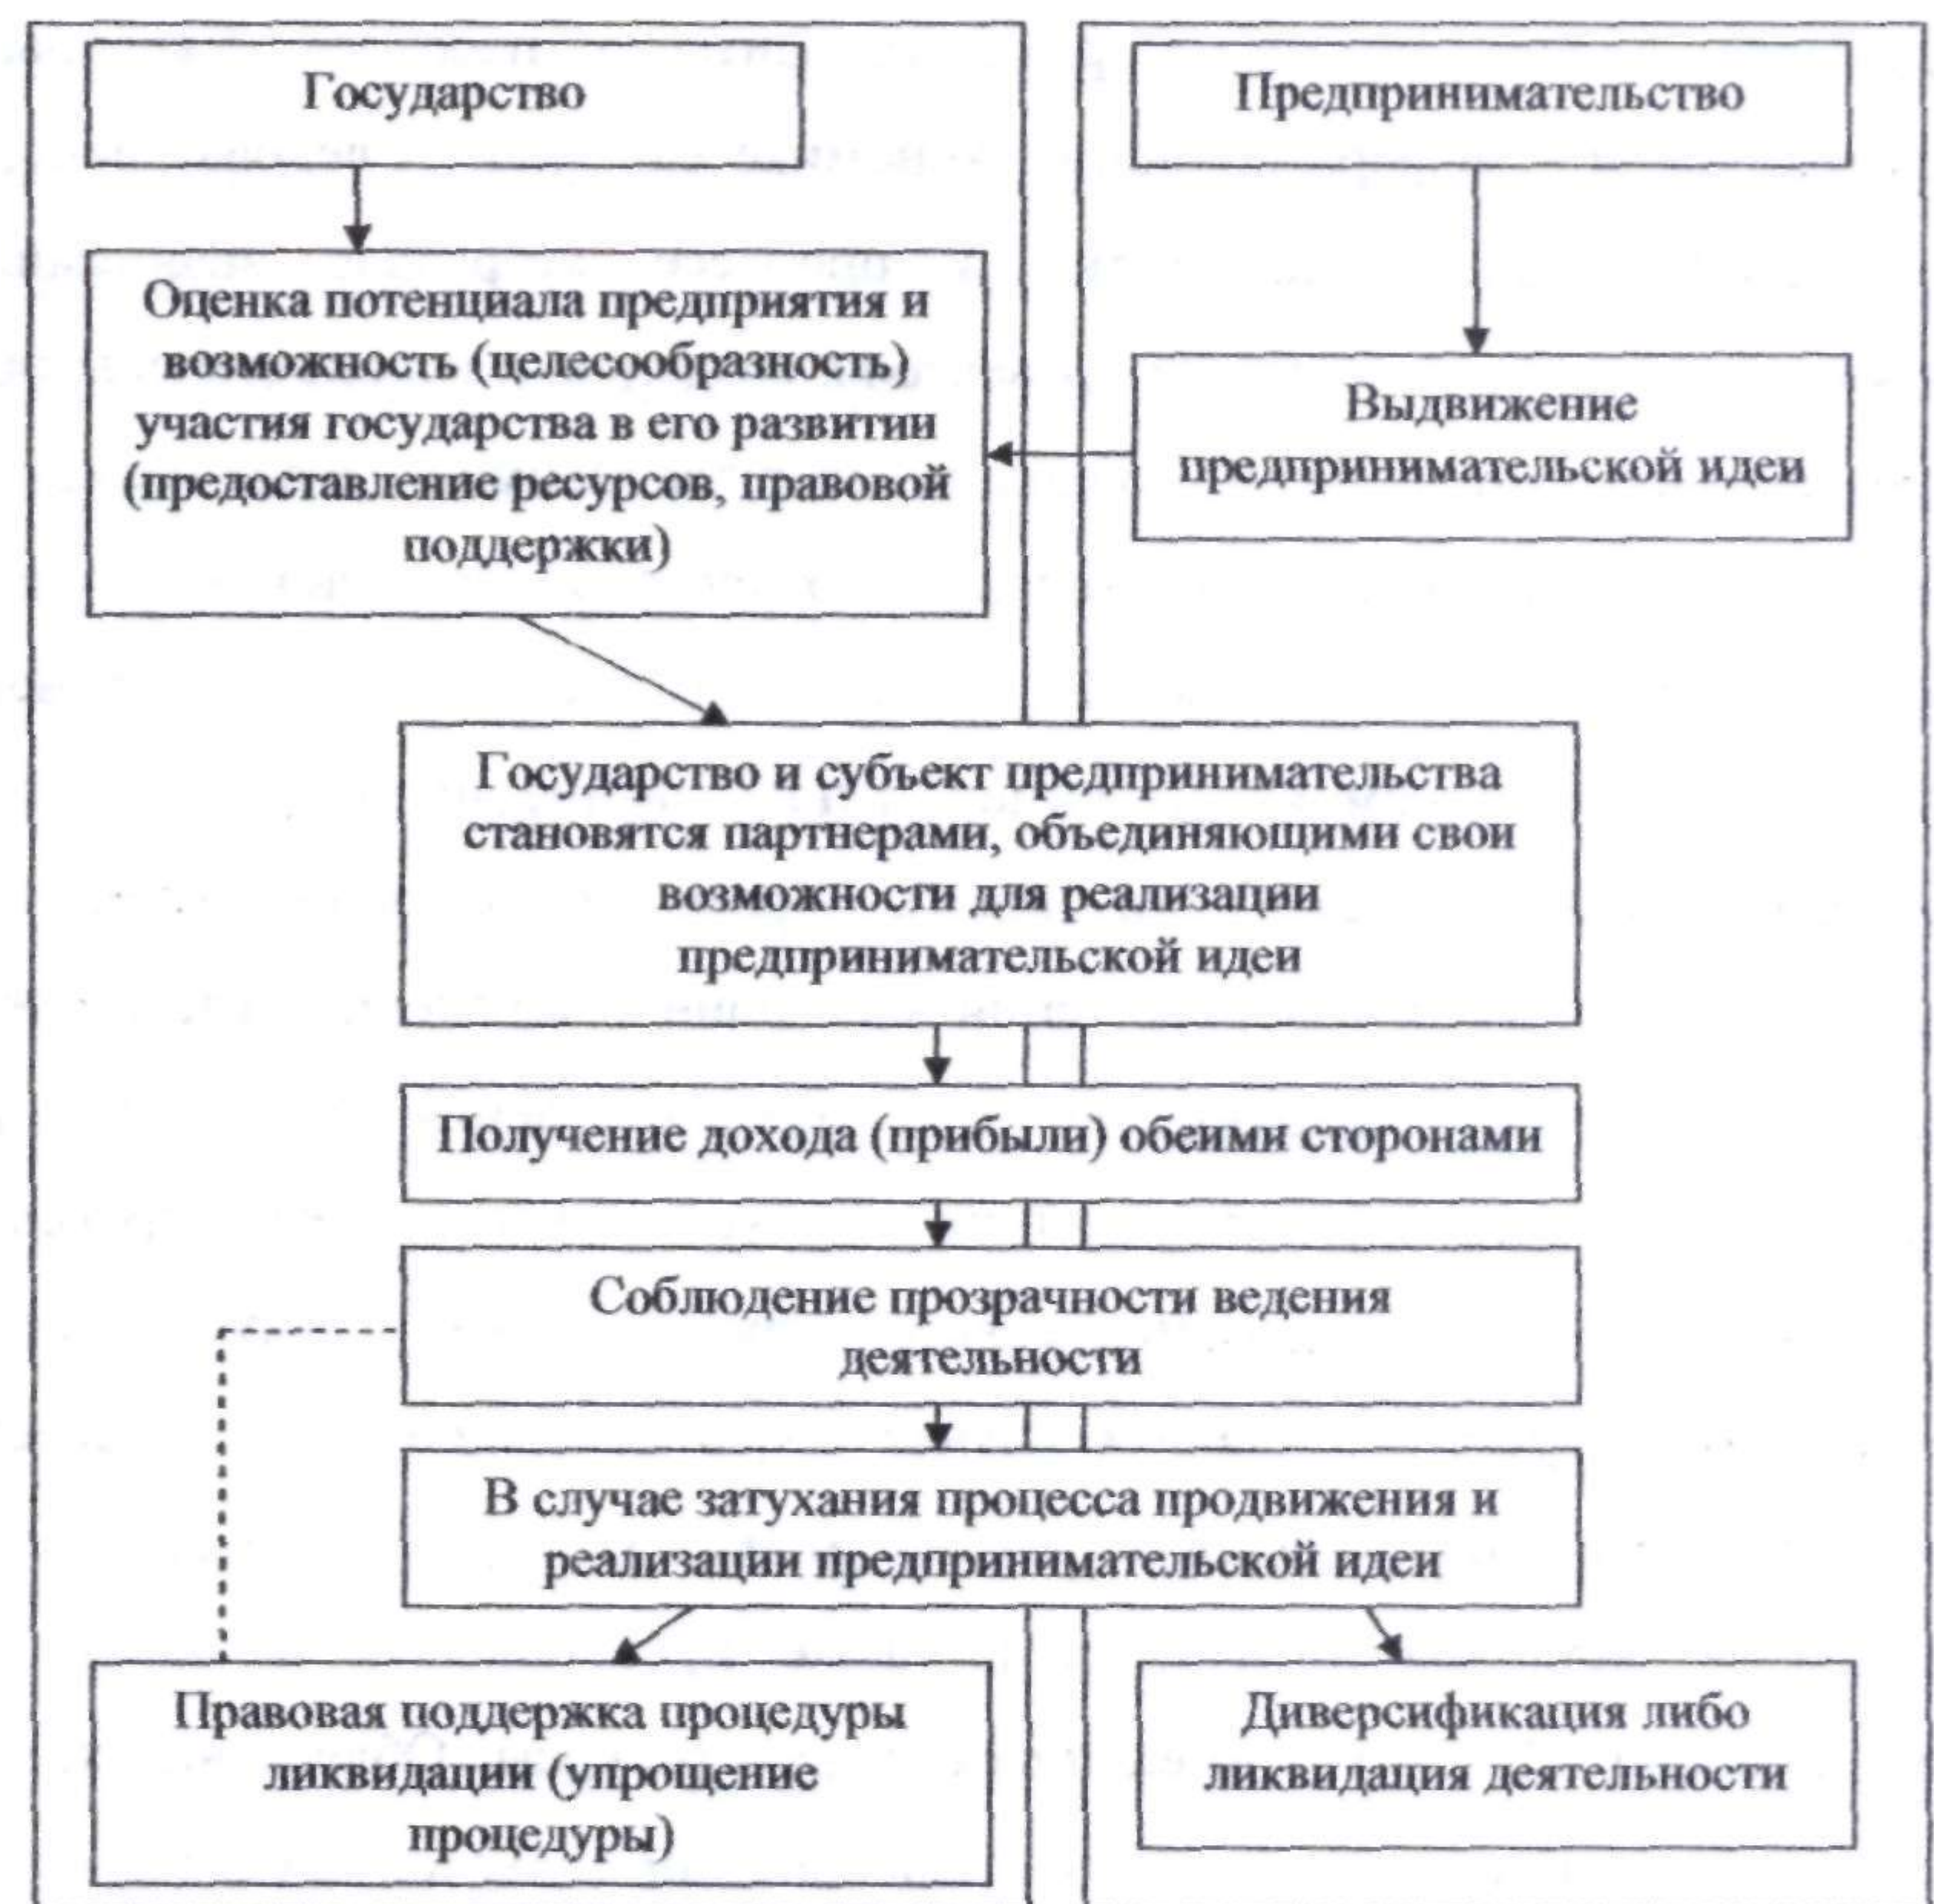 Государство
Предпринимательство
Оценка потенциала предприятия и
возможность (целесообразность)
участия государства в его развитии
(предоставление ресурсов, правовой
поддержки)
Выдвижение
предпринимательской идеи
Государство и субъект предпринимательства
становятся партнерами, объединяющими свои
возможности для реализации
предпринимательской идеи
Получение дохода (прибыли) обеими сторонами
Соблюдение прозрачности ведения
деятельности
В случае затухания процесса продвижения и
реализации предпринимательской идеи
Правовая поддержка процедуры
ликвидации (упрощение
процедуры)
Диверсификация либо
ликвидация деятельности